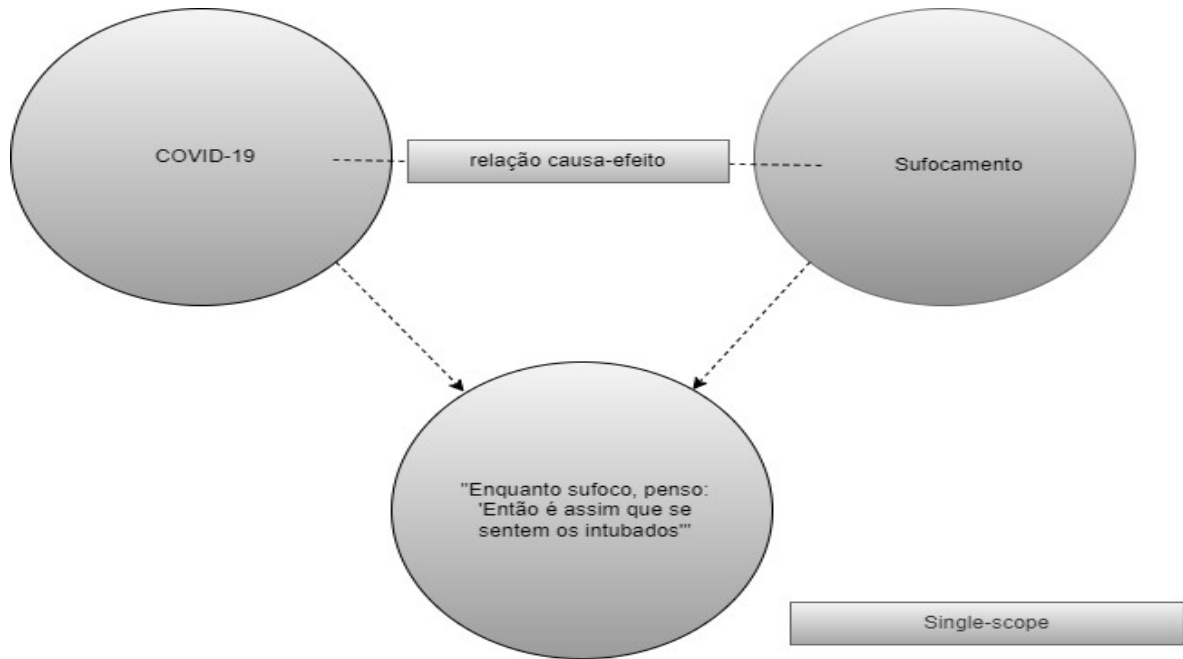 COVID-19
relação causa-efeito
Sufocamento
"Enquanto sufoco, penso:
'Então é assim que se
sentem os intubados'"
Single-scope